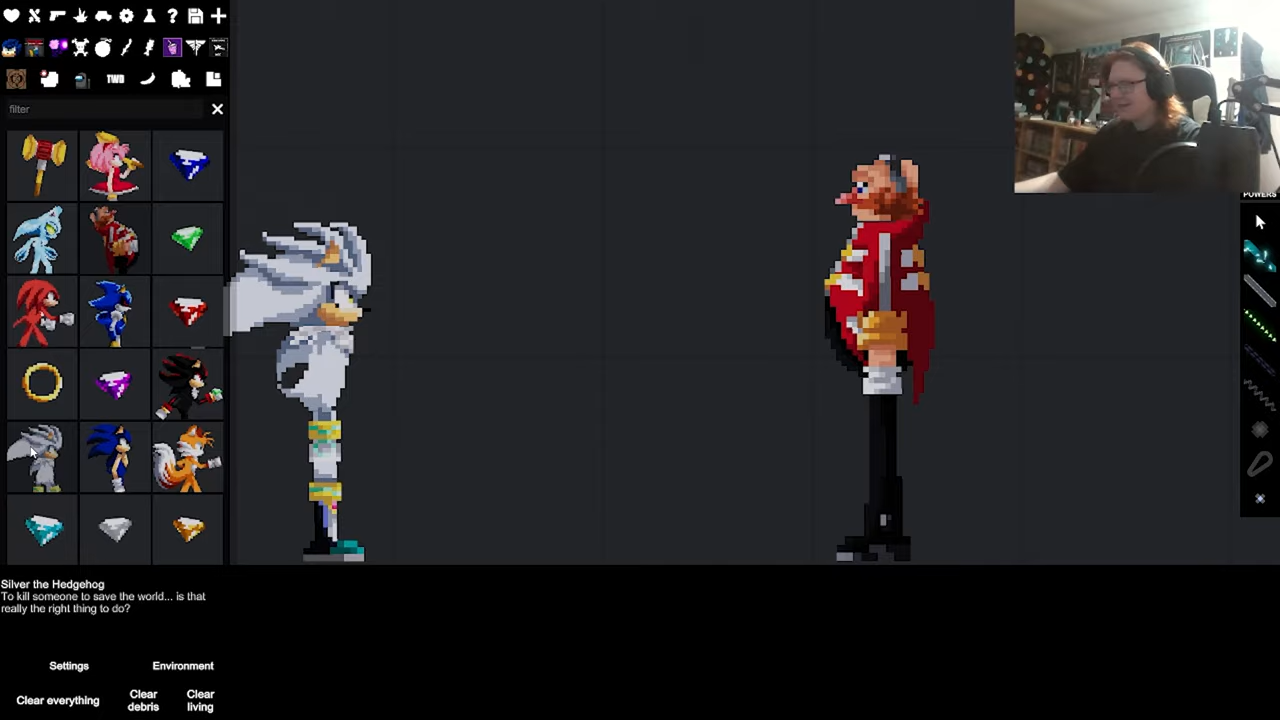 TWD
filter
POWERS
Silver the Hedgehog
To kill someone to save the world... is that
really the right thing to do?
Settings
Environment
Clear everything
Clear
debris
Clear
living